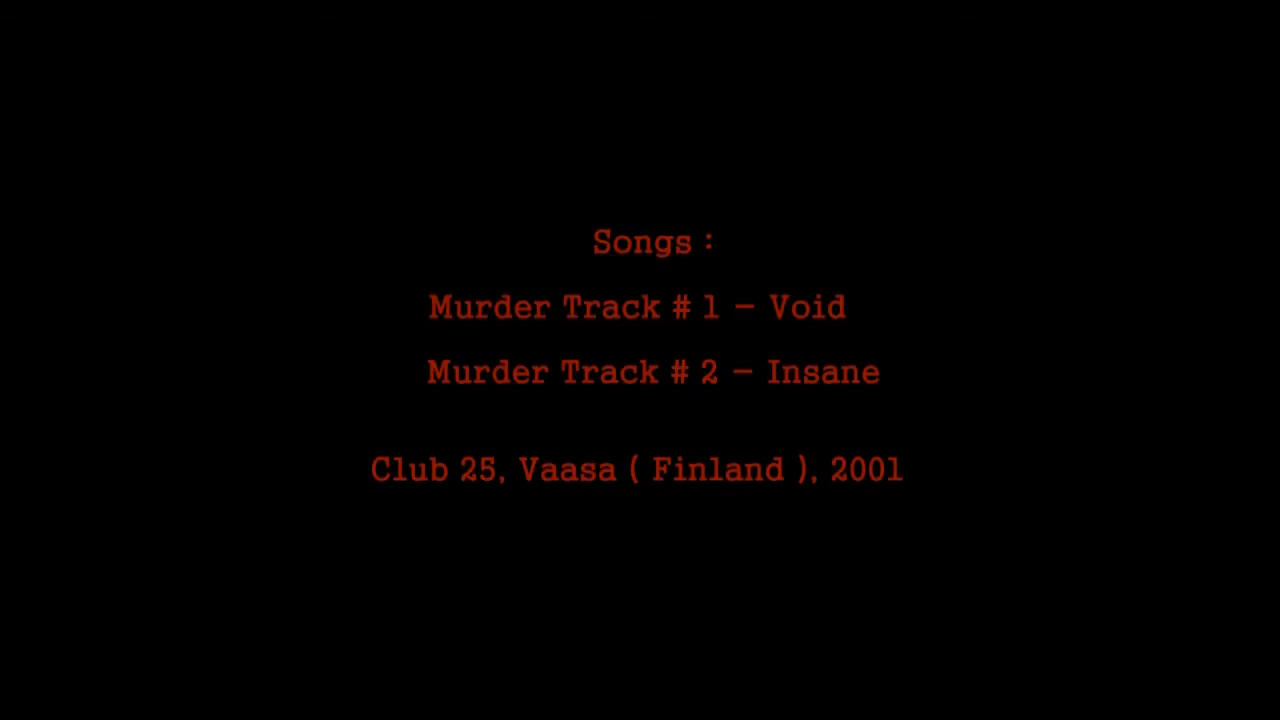 Songs :
Murder Track # 1 – Void
Murder Track # 2 – Insane
Club 25, Vaasa ( Finland ), 2001